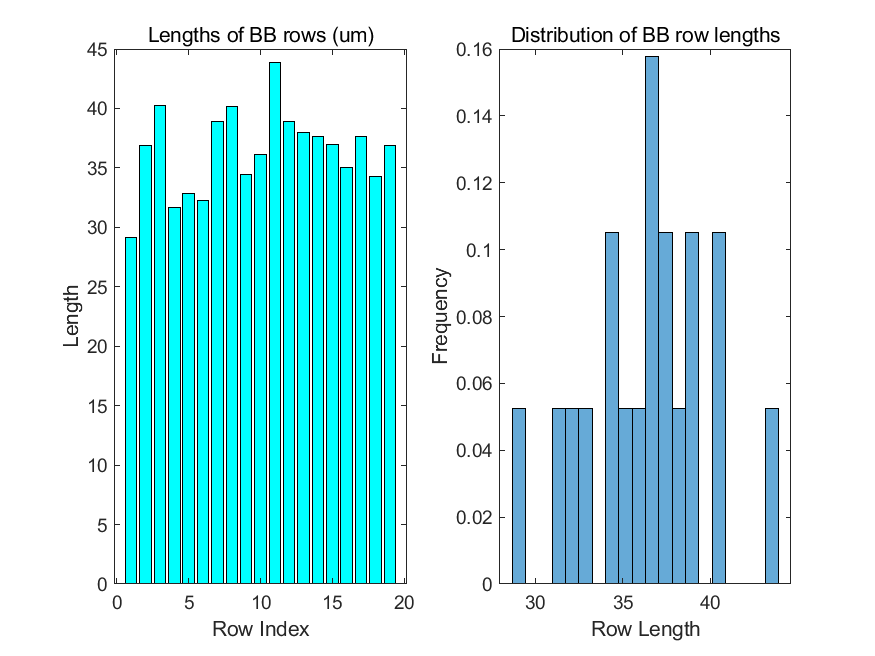 Lengths of BB rows (um)
45
40
35
30
25
20
15
10
5
0
0 5 10 15 20
Length
Row Index
Distribution of BB row lengths
0.16
0.14
0.12
0.1
0.08
0.06
0.04
0.02
0
30 35 40
Frequency
Row Length